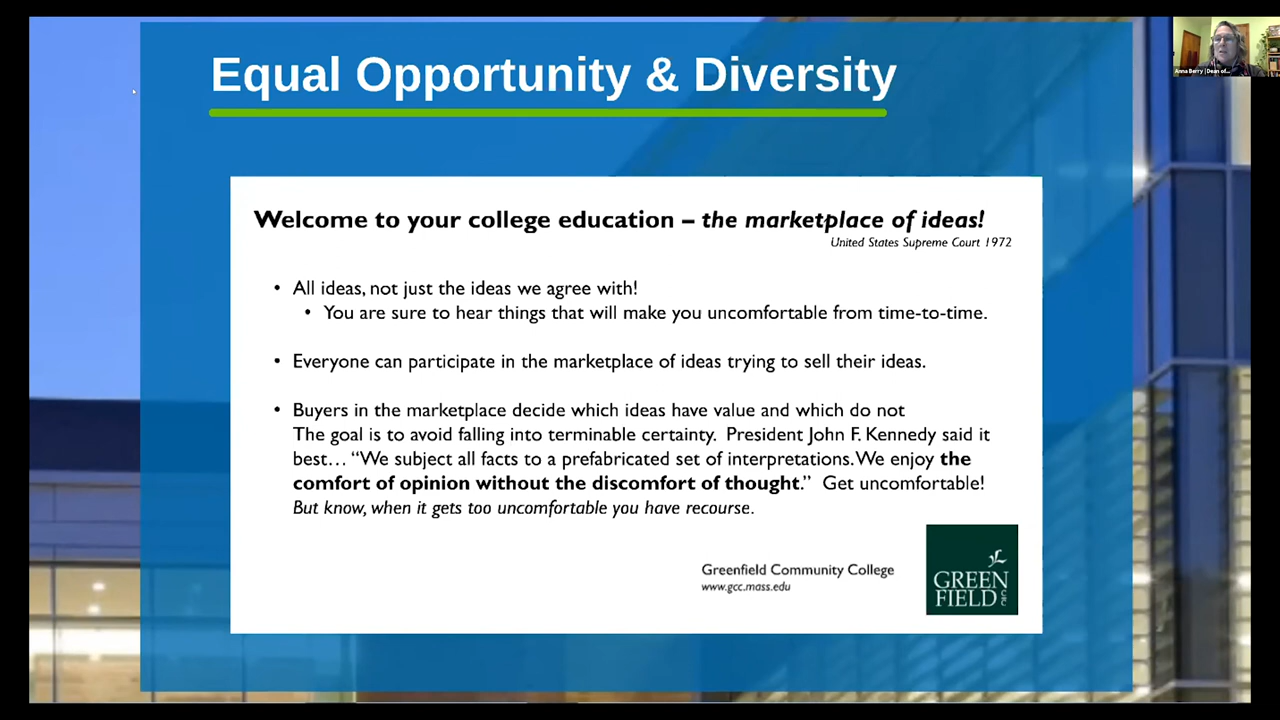 Equal Opportunity & Diversity
Anna Berry | Dean of...
Welcome to your college education – the marketplace of ideas!
United States Supreme Court 1972
• All ideas, not just the ideas we agree with!
• You are sure to hear things that will make you uncomfortable from time-to-time.
• Everyone can participate in the marketplace of ideas trying to sell their ideas.
• Buyers in the marketplace decide which ideas have value and which do not
The goal is to avoid falling into terminable certainty. President John F. Kennedy said it
best… “We subject all facts to a prefabricated set of interpretations. We enjoy the
comfort of opinion without the discomfort of thought.” Get uncomfortable!
But know, when it gets too uncomfortable you have recourse.
Greenfield Community College
www.gcc.mass.edu
GREEN
FIELD